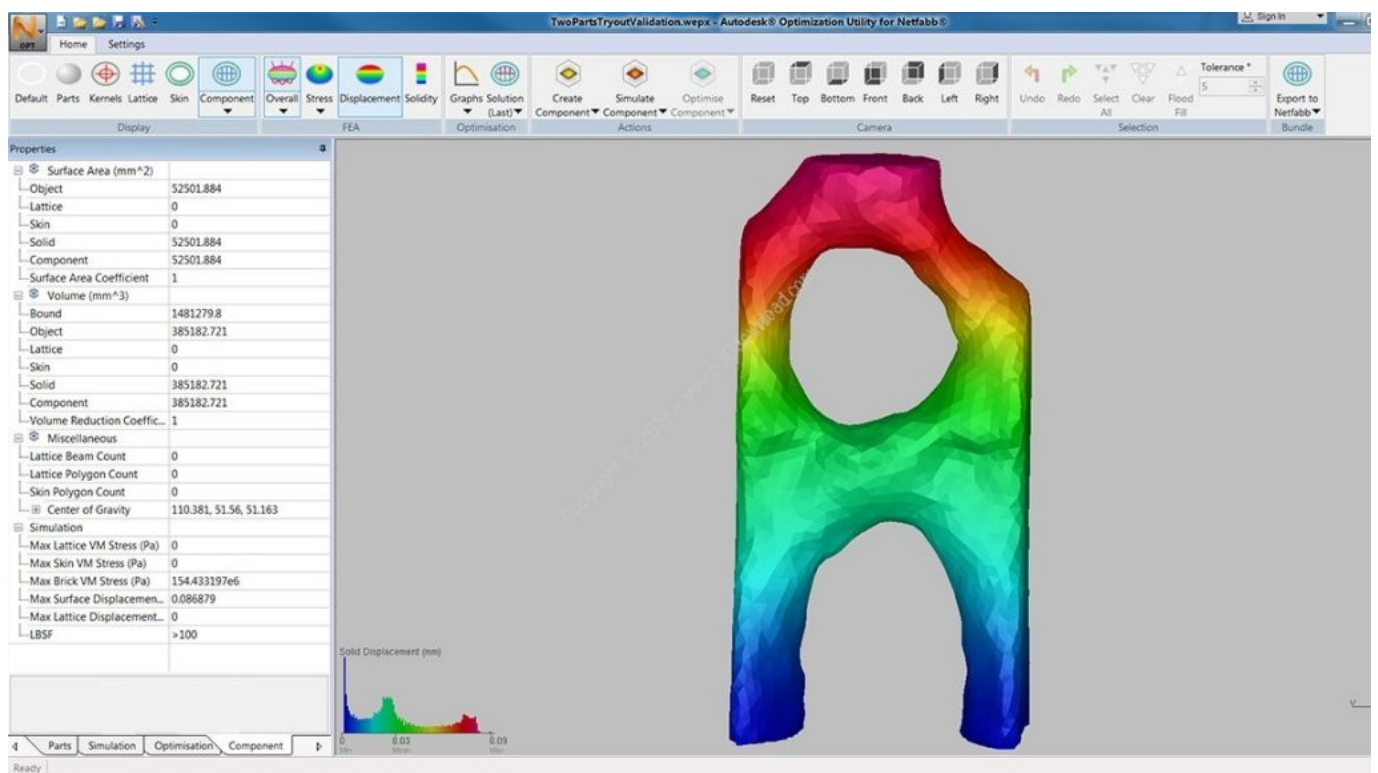 TwoPartsTryoutValidation.wepx - Autodesk® Optimization Utility for Netfabb®
Sign In
OPT
Home Settings
Default Parts Kernels Lattice Skin Component Overall Stress Displacement Solidity Graphs Solution (Last) Create Component Simulate Component Optimise Component Reset Top Bottom Front Back Left Right Undo Redo Select All Clear Flood Fill Tolerance * 5 Export to Netfabb
Display FEA Optimisation Actions Camera Selection Bundle
Properties
Surface Area (mm^2)
Object 52501.884
Lattice 0
Skin 0
Solid 52501.884
Component 52501.884
Surface Area Coefficient 1
Volume (mm^3)
Bound 1481279.8
Object 385182.721
Lattice 0
Skin 0
Solid 385182.721
Component 385182.721
Volume Reduction Coeffic... 1
Miscellaneous
Lattice Beam Count 0
Lattice Polygon Count 0
Skin Polygon Count 0
Center of Gravity 110.381, 51.56, 51.163
Simulation
Max Lattice VM Stress (Pa) 0
Max Skin VM Stress (Pa) 0
Max Brick VM Stress (Pa) 154.433197e6
Max Surface Displacemen... 0.086879
Max Lattice Displacement... 0
LBSF >100
Solid Displacement (mm)
0 0.03 0.09
Min Mean Max
Y
Parts Simulation Optimisation Component
Ready